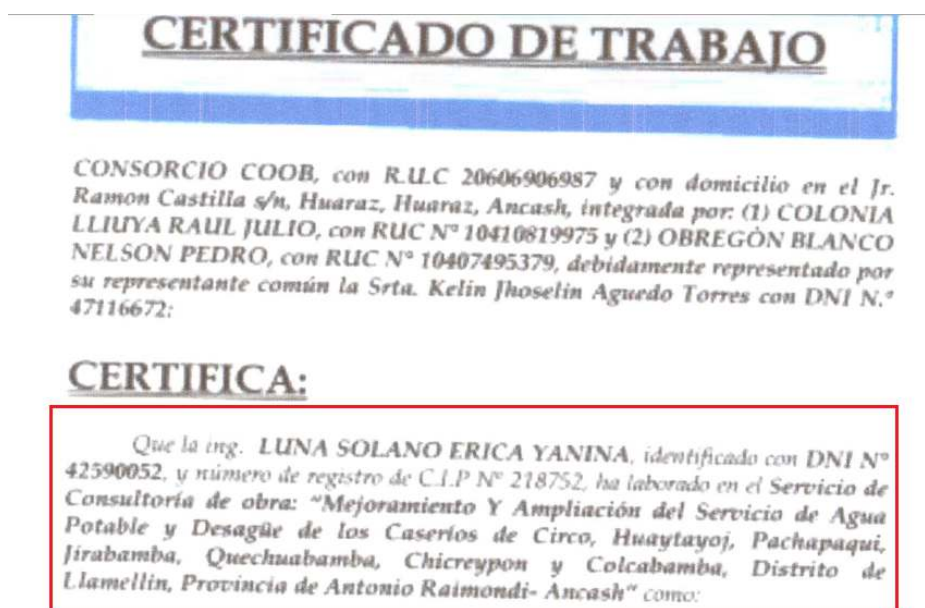 CERTIFICADO DE TRABAJO
CONSORCIO COOB, con R.U.C 20606906987 y con domicilio en el Jr.
Ramon Castilla s/n, Huaraz, Huaraz, Ancash, integrada por: (1) COLONIA
LLIUYA RAUL JULIO, con RUC Nº 10410819975 y (2) OBREGÒN BLANCO
NELSON PEDRO, con RUC Nº 10407495379, debidamente representado por
su representante común la Srta. Kelin Jhoselin Aguedo Torres con DNI N.º
47116672:
CERTIFICA:
Que la ing. LUNA SOLANO ERICA YANINA, identificado con DNI Nº
42590052, y número de registro de C.I.P Nº 218752, ha laborado en el Servicio de
Consultoría de obra: "Mejoramiento Y Ampliación del Servicio de Agua
Potable y Desagüe de los Caseríos de Circo, Huaytayoj, Pachapaqui,
Jirabamba, Quechuabamba, Chicreypon y Colcabamba, Distrito de
Llamellin, Provincia de Antonio Raimondi- Ancash" como: